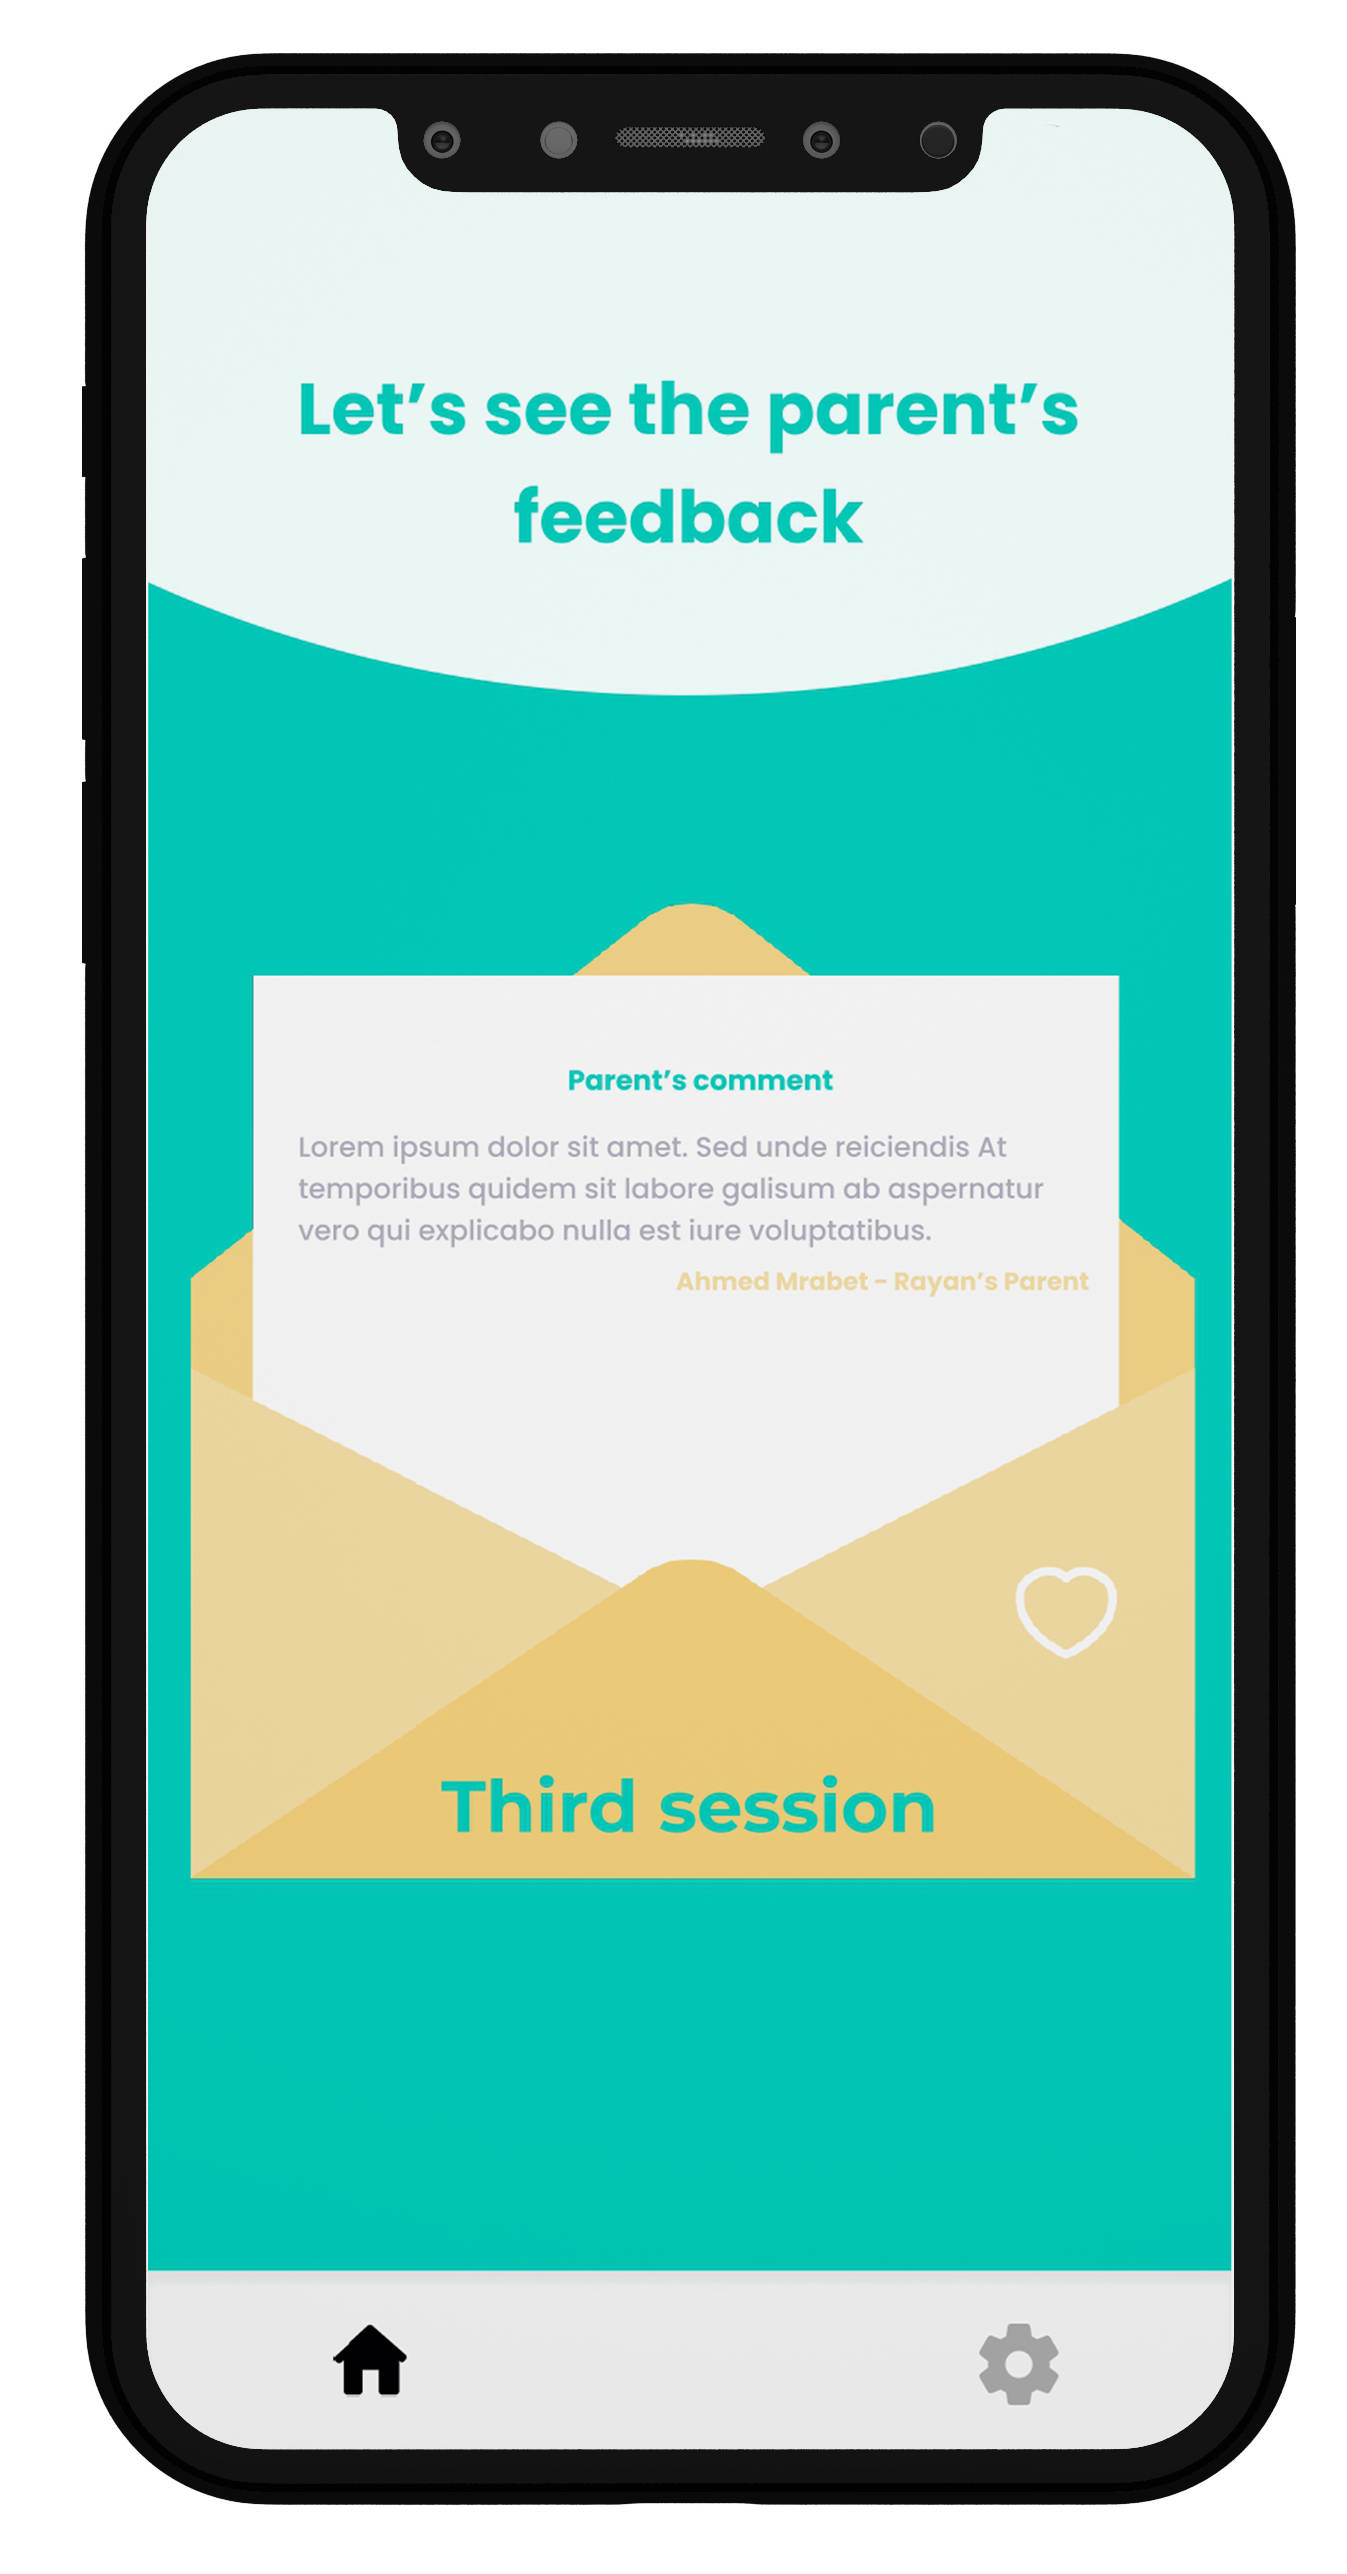 Let’s see the parent’s
feedback
Parent’s comment
Lorem ipsum dolor sit amet. Sed unde reiciendis At
temporibus quidem sit labore galisum ab aspernatur
vero qui explicabo nulla est iure voluptatibus.
Ahmed Mrabet - Rayan’s Parent
Third session